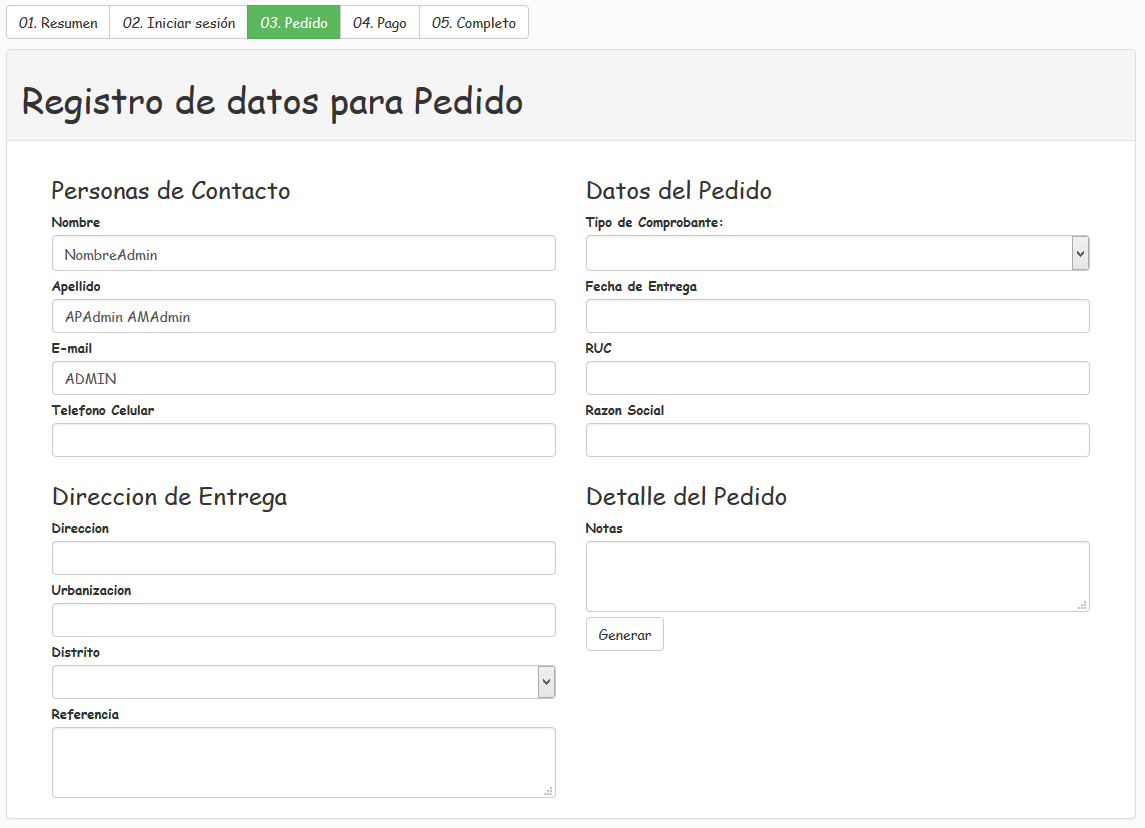 01. Resumen
02. Iniciar sesión
03. Pedido
04. Pago
05. Completo
Registro de datos para Pedido
Personas de Contacto
Nombre
NombreAdmin
Apellido
APAdmin AMAdmin
E-mail
ADMIN
Telefono Celular
Datos del Pedido
Tipo de Comprobante:
Fecha de Entrega
RUC
Razon Social
Direccion de Entrega
Direccion
Urbanizacion
Distrito
Referencia
Detalle del Pedido
Notas
Generar